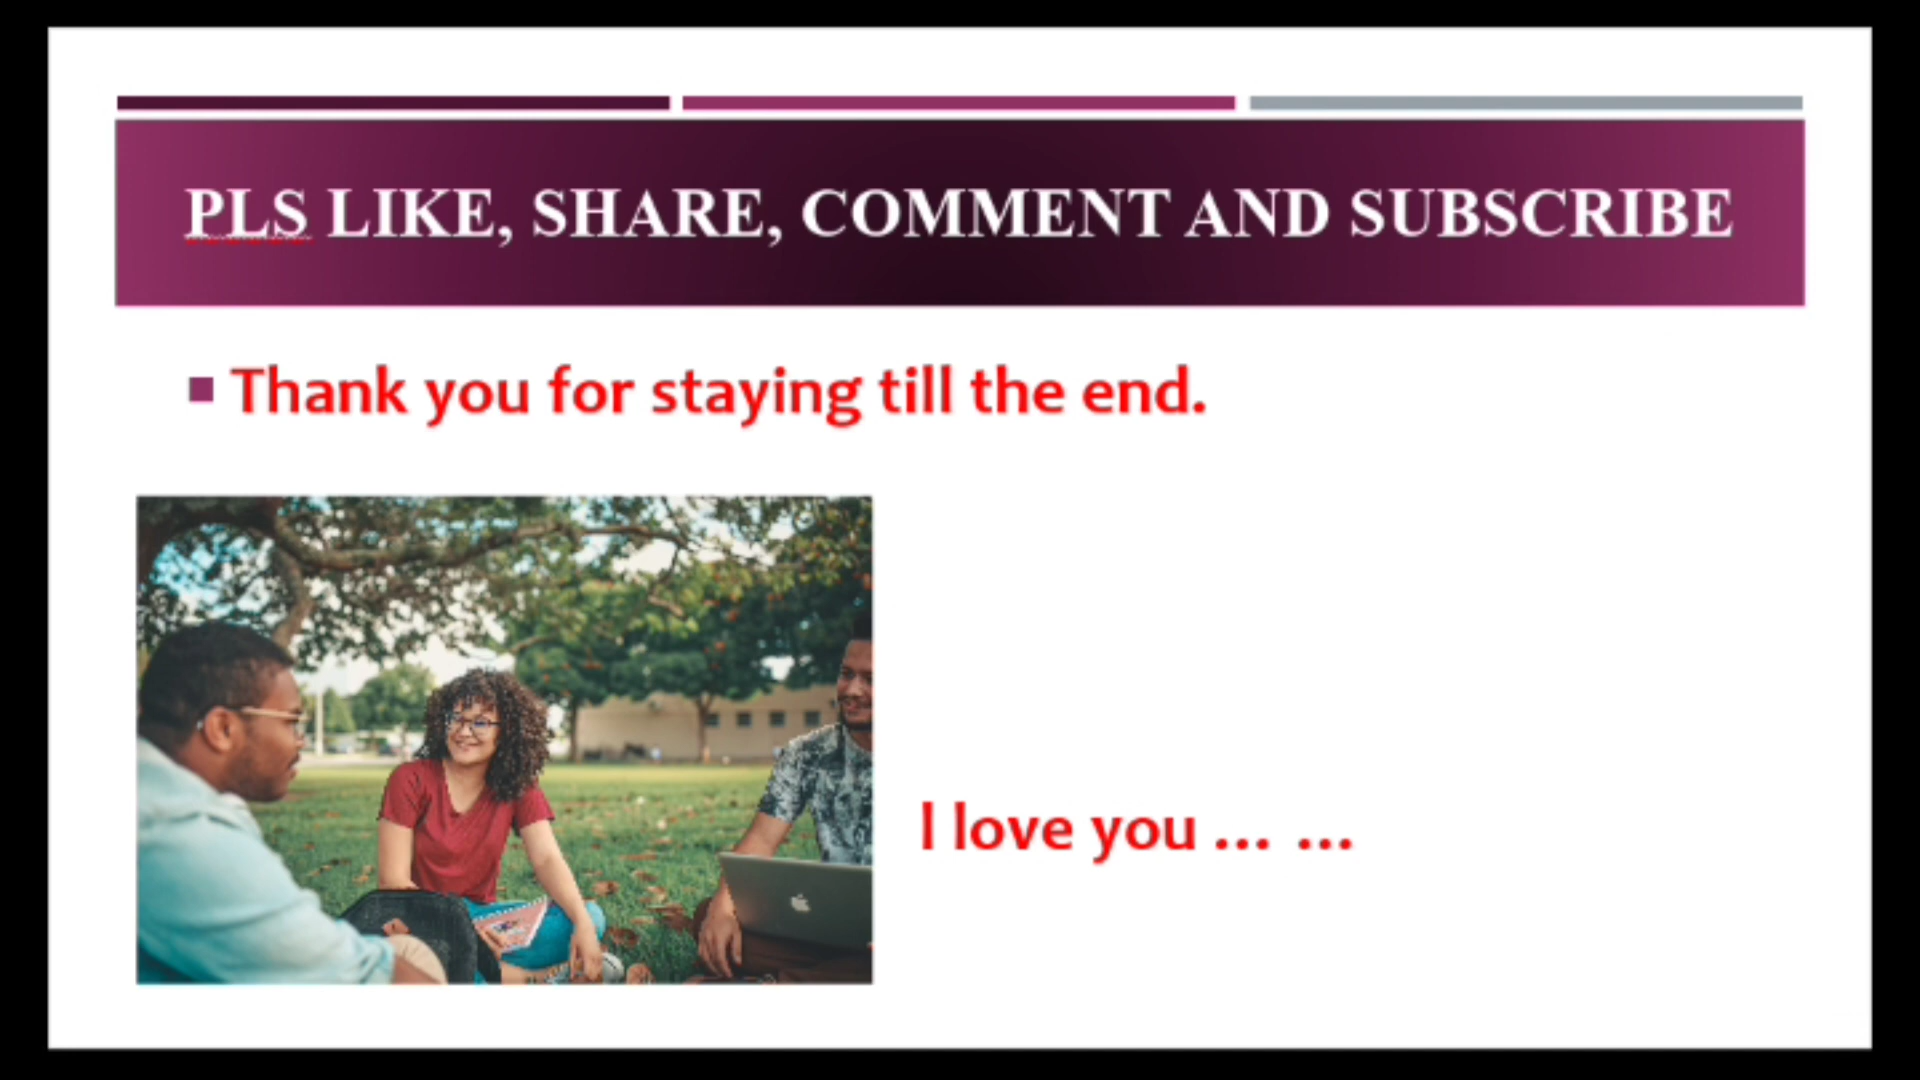 PLS LIKE, SHARE, COMMENT AND SUBSCRIBE
Thank you for staying till the end.
I love you ... ...